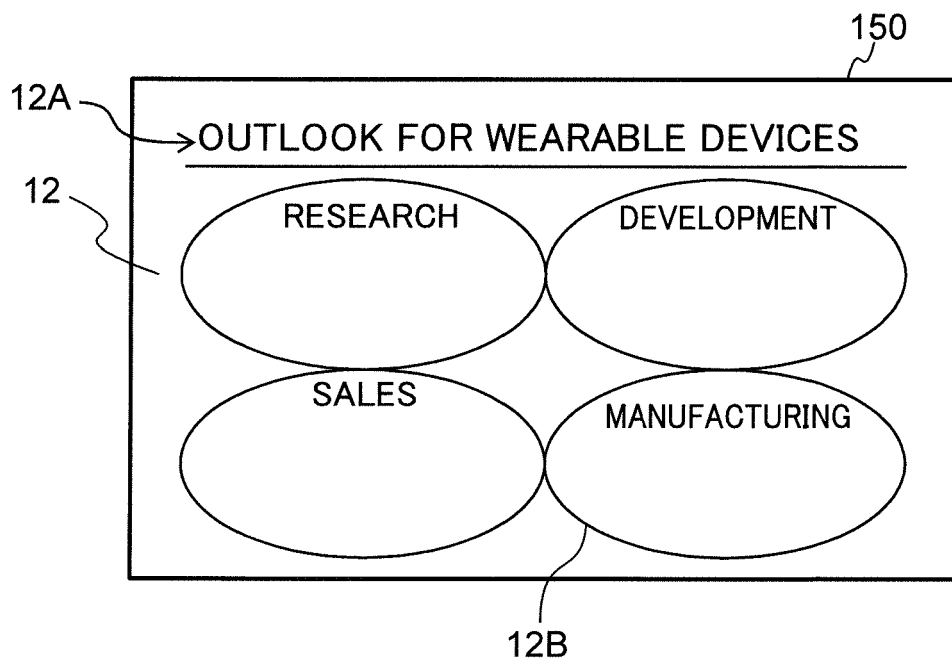 150
12A
OUTLOOK FOR WEARABLE DEVICES
12
RESEARCH
DEVELOPMENT
SALES
MANUFACTURING
12B